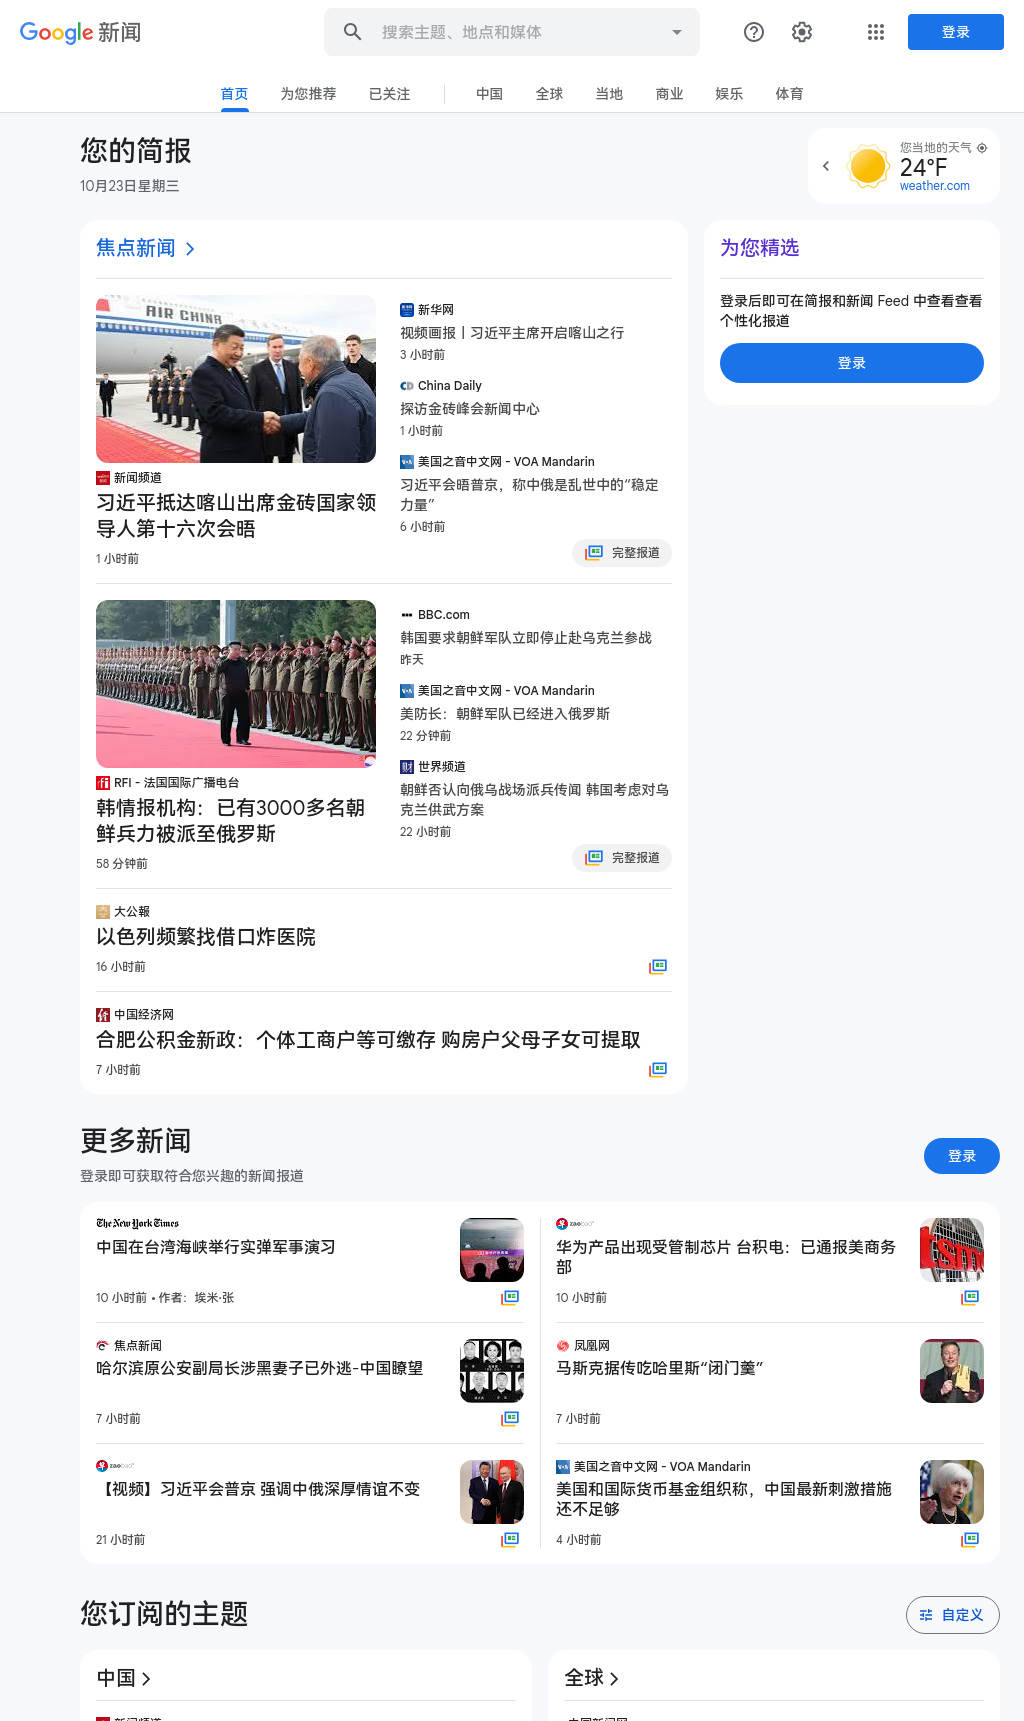 Google 新闻
搜索主题、地点和媒体
登录
首页
为您推荐
已关注
中国
全球
当地
商业
娱乐
体育
您的简报
10月23日星期三
您当地的天气
24°F
weather.com
焦点新闻
AIR CHINA
新闻频道
习近平抵达喀山出席金砖国家领
导人第十六次会晤
1 小时前
新华网
视频画报丨习近平主席开启喀山之行
3 小时前
China Daily
探访金砖峰会新闻中心
1 小时前
美国之音中文网 - VOA Mandarin
习近平会晤普京，称中俄是乱世中的“稳定
力量”
6 小时前
完整报道
为您精选
登录后即可在简报和新闻 Feed 中查看查看
个性化报道
登录
RFI - 法国国际广播电台
韩情报机构：已有3000多名朝
鲜兵力被派至俄罗斯
58 分钟前
BBC.com
韩国要求朝鲜军队立即停止赴乌克兰参战
昨天
美国之音中文网 - VOA Mandarin
美防长：朝鲜军队已经进入俄罗斯
22 分钟前
世界频道
朝鲜否认向俄乌战场派兵传闻 韩国考虑对乌
克兰供武方案
22 小时前
完整报道
大公報
以色列频繁找借口炸医院
16 小时前
中国经济网
合肥公积金新政：个体工商户等可缴存 购房户父母子女可提取
7 小时前
更多新闻
登录即可获取符合您兴趣的新闻报道
登录
The New York Times
中国在台湾海峡举行实弹军事演习
10 小时前 • 作者：埃米·张
zaobao
华为产品出现受管制芯片 台积电：已通报美商务
部
10 小时前
焦点新闻
哈尔滨原公安副局长涉黑妻子已外逃-中国瞭望
7 小时前
凤凰网
马斯克据传吃哈里斯“闭门羹”
7 小时前
zaobao
【视频】习近平会普京 强调中俄深厚情谊不变
21 小时前
美国之音中文网 - VOA Mandarin
美国和国际货币基金组织称，中国最新刺激措施
还不足够
4 小时前
您订阅的主题
自定义
中国
全球